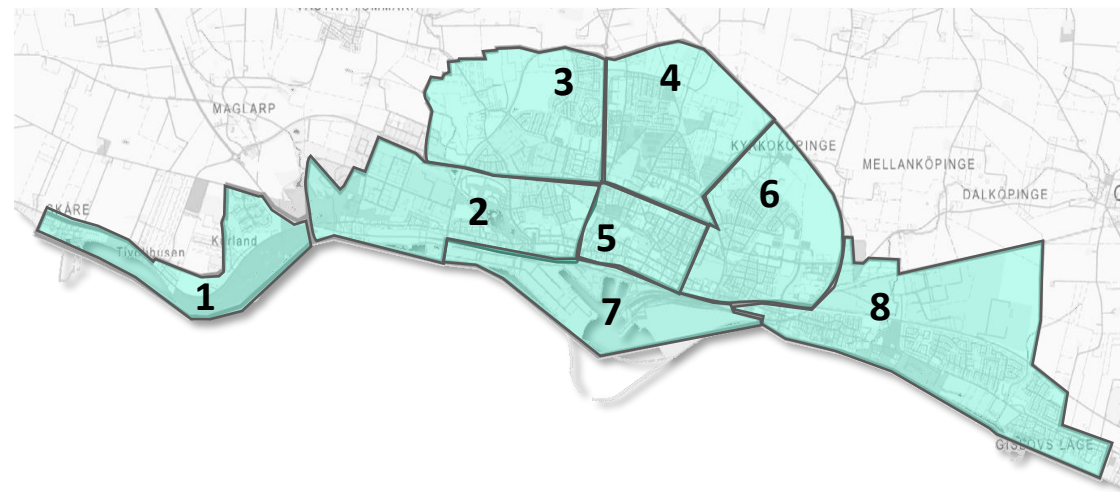 3
4
MAGLARP
KYRKOKÖPINGE
MELLANKÖPINGE
6
DALKÖPINGE
SKÅRE
2
5
Kurland
Tivolihusen
1
7
8
GISLÖVS LÄGE